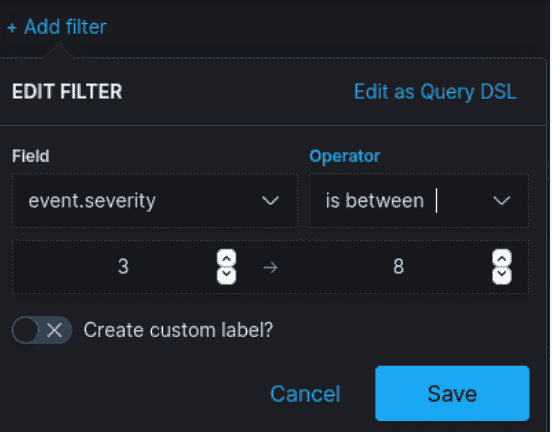 + Add filter
EDIT FILTER Edit as Query DSL
Field Operator
event.severity is between
3 → 8
Create custom label?
Cancel Save